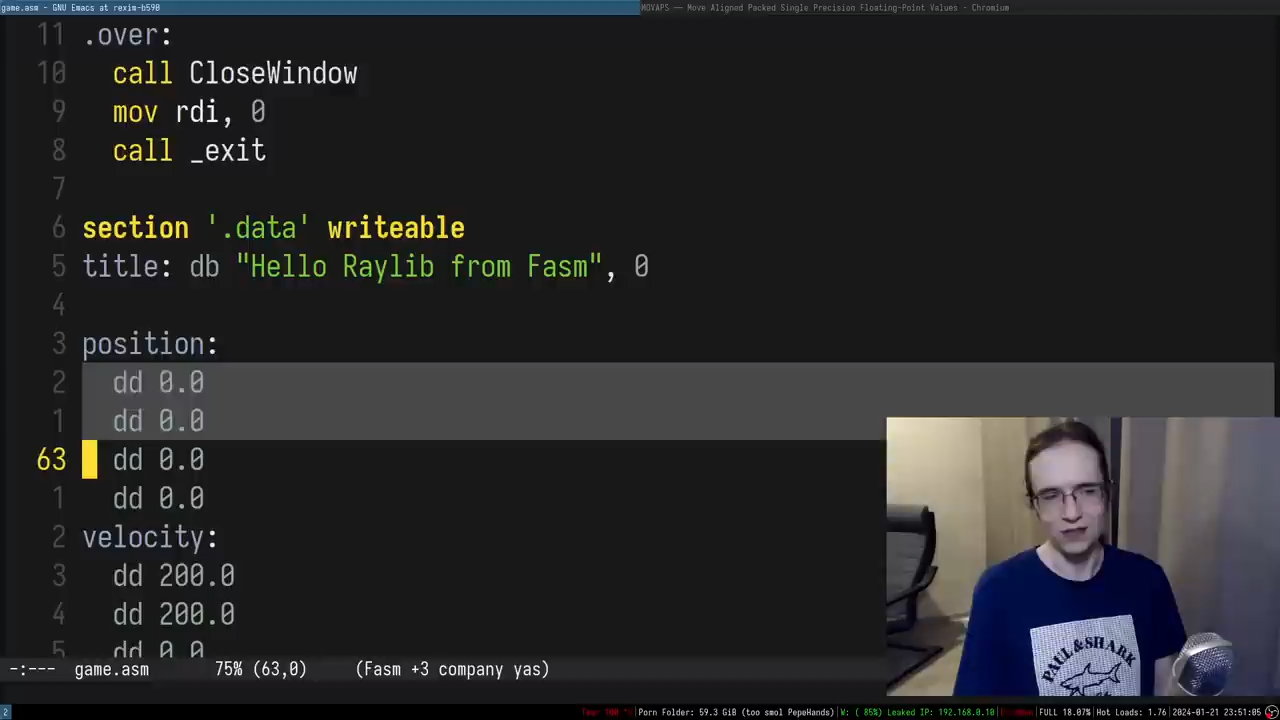 game.asm - GNU Emacs at rexim-b590
MOVAPS — Move Aligned Packed Single Precision Floating-Point Values - Chromium
11 .over:
10 call CloseWindow
9 mov rdi, 0
8 call _exit
7
6 section '.data' writeable
5 title: db "Hello Raylib from Fasm", 0
4
3 position:
2 dd 0.0
1 dd 0.0
63 dd 0.0
1 dd 0.0
2 velocity:
3 dd 200.0
4 dd 200.0
5 dd 0.0
PAUL & SHARK
-:--- game.asm 75% (63,0) (Fasm +3 company yas)
2 Porn Folder: 59.3 GiB (too smol PepeHands) W: ( 85%) Leaked IP: 192.168.0.10 FULL 18.07% Hot Loads: 1.76 2024-01-21 23:51:05